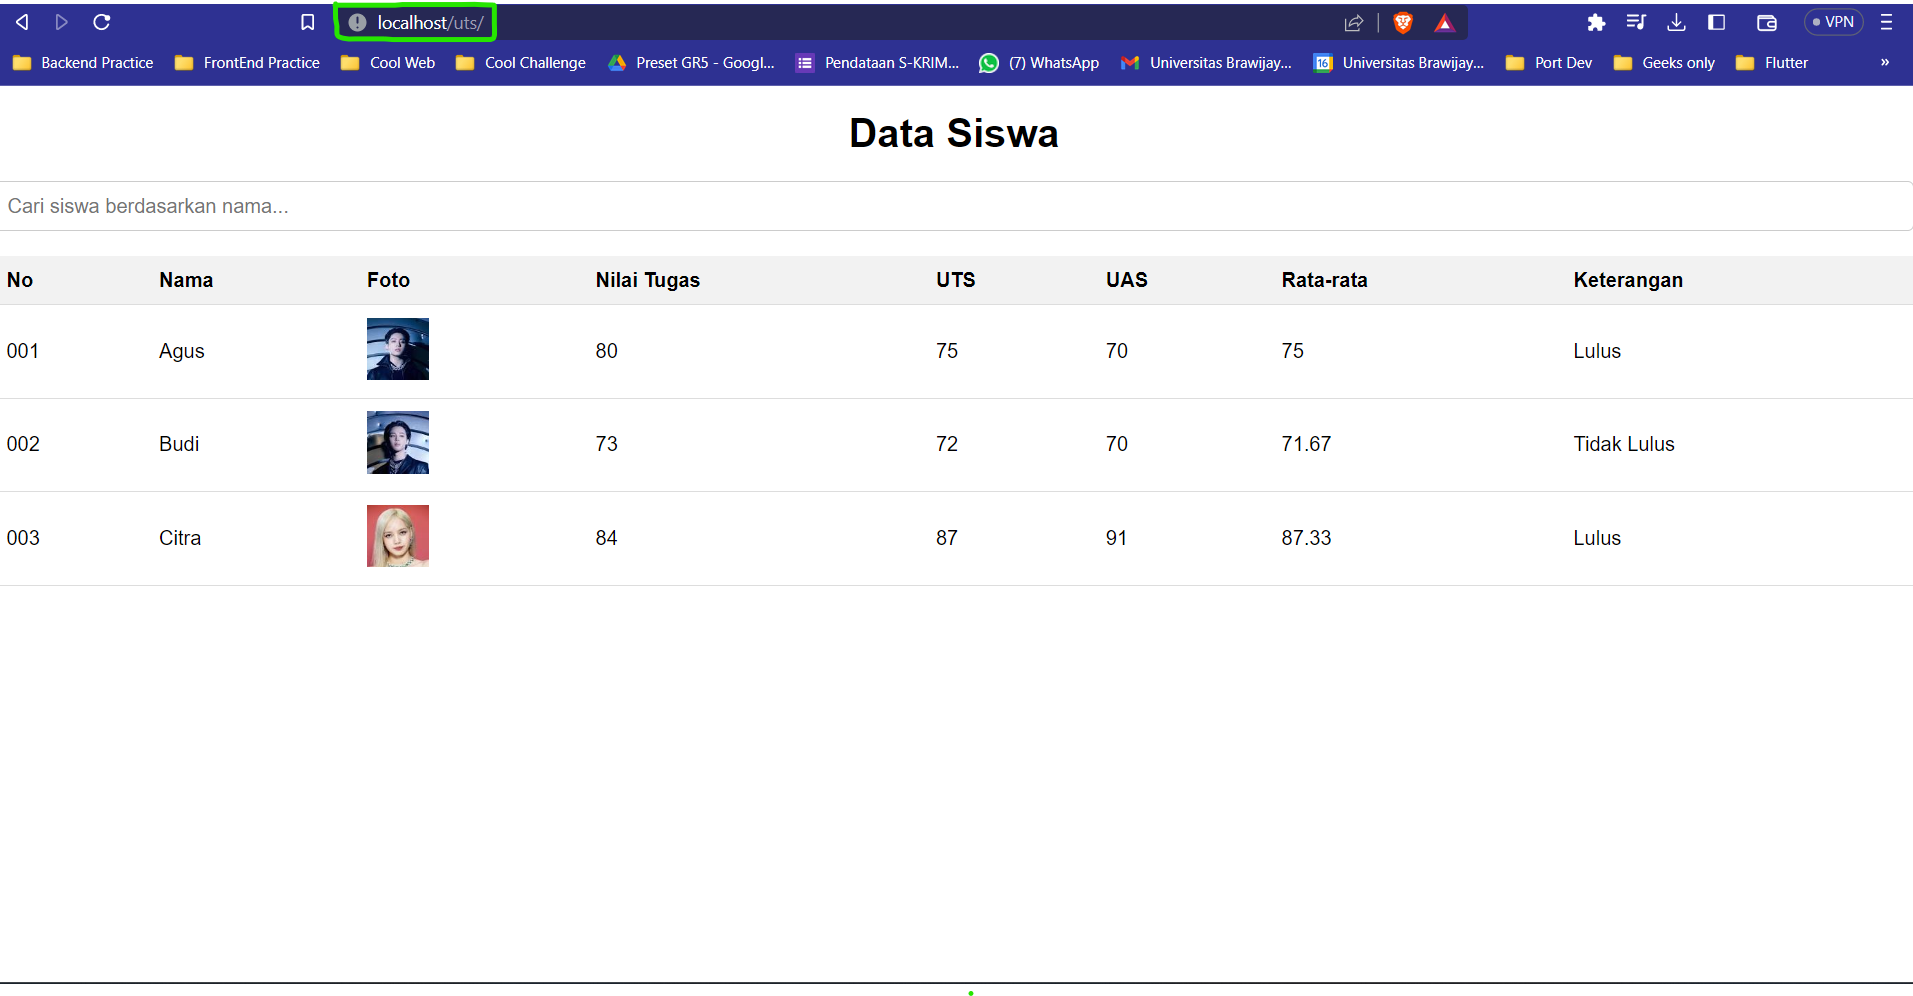 localhost/uts/
VPN
Backend Practice FrontEnd Practice Cool Web Cool Challenge Preset GR5 - Googl... Pendataan S-KRIM... (7) WhatsApp Universitas Brawijay... 16 Universitas Brawijay... Port Dev Geeks only Flutter »
Data Siswa
Cari siswa berdasarkan nama...
No Nama Foto Nilai Tugas UTS UAS Rata-rata Keterangan
001 Agus 80 75 70 75 Lulus
002 Budi 73 72 70 71.67 Tidak Lulus
003 Citra 84 87 91 87.33 Lulus